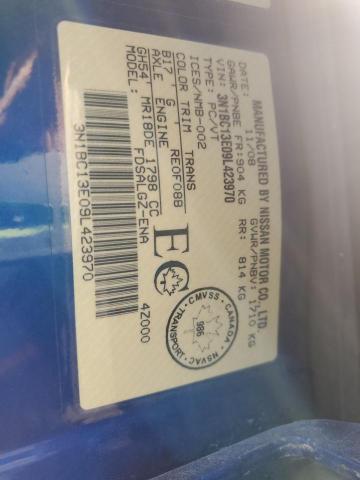 MANUFACTURED BY NISSAN MOTOR CO., LTD.
DATE: 11/08 GVWR/PNBV: 1710 KG
GAWR/PNBE FR: 904 KG RR: 814 KG
VIN: 3N1BC13E09L423970
TYPE: PC/VT
ICES/NMB-002
COLOR TRIM TRANS
B17 G RE0F08B
AXLE ENGINE
GH54 MR18DE 1798 CC
MODEL: FDSALGZ-ENA
3N1BC13E09L423970 4Z000
E C
CMVSS CANADA
986
TRANSPORT NSVAC